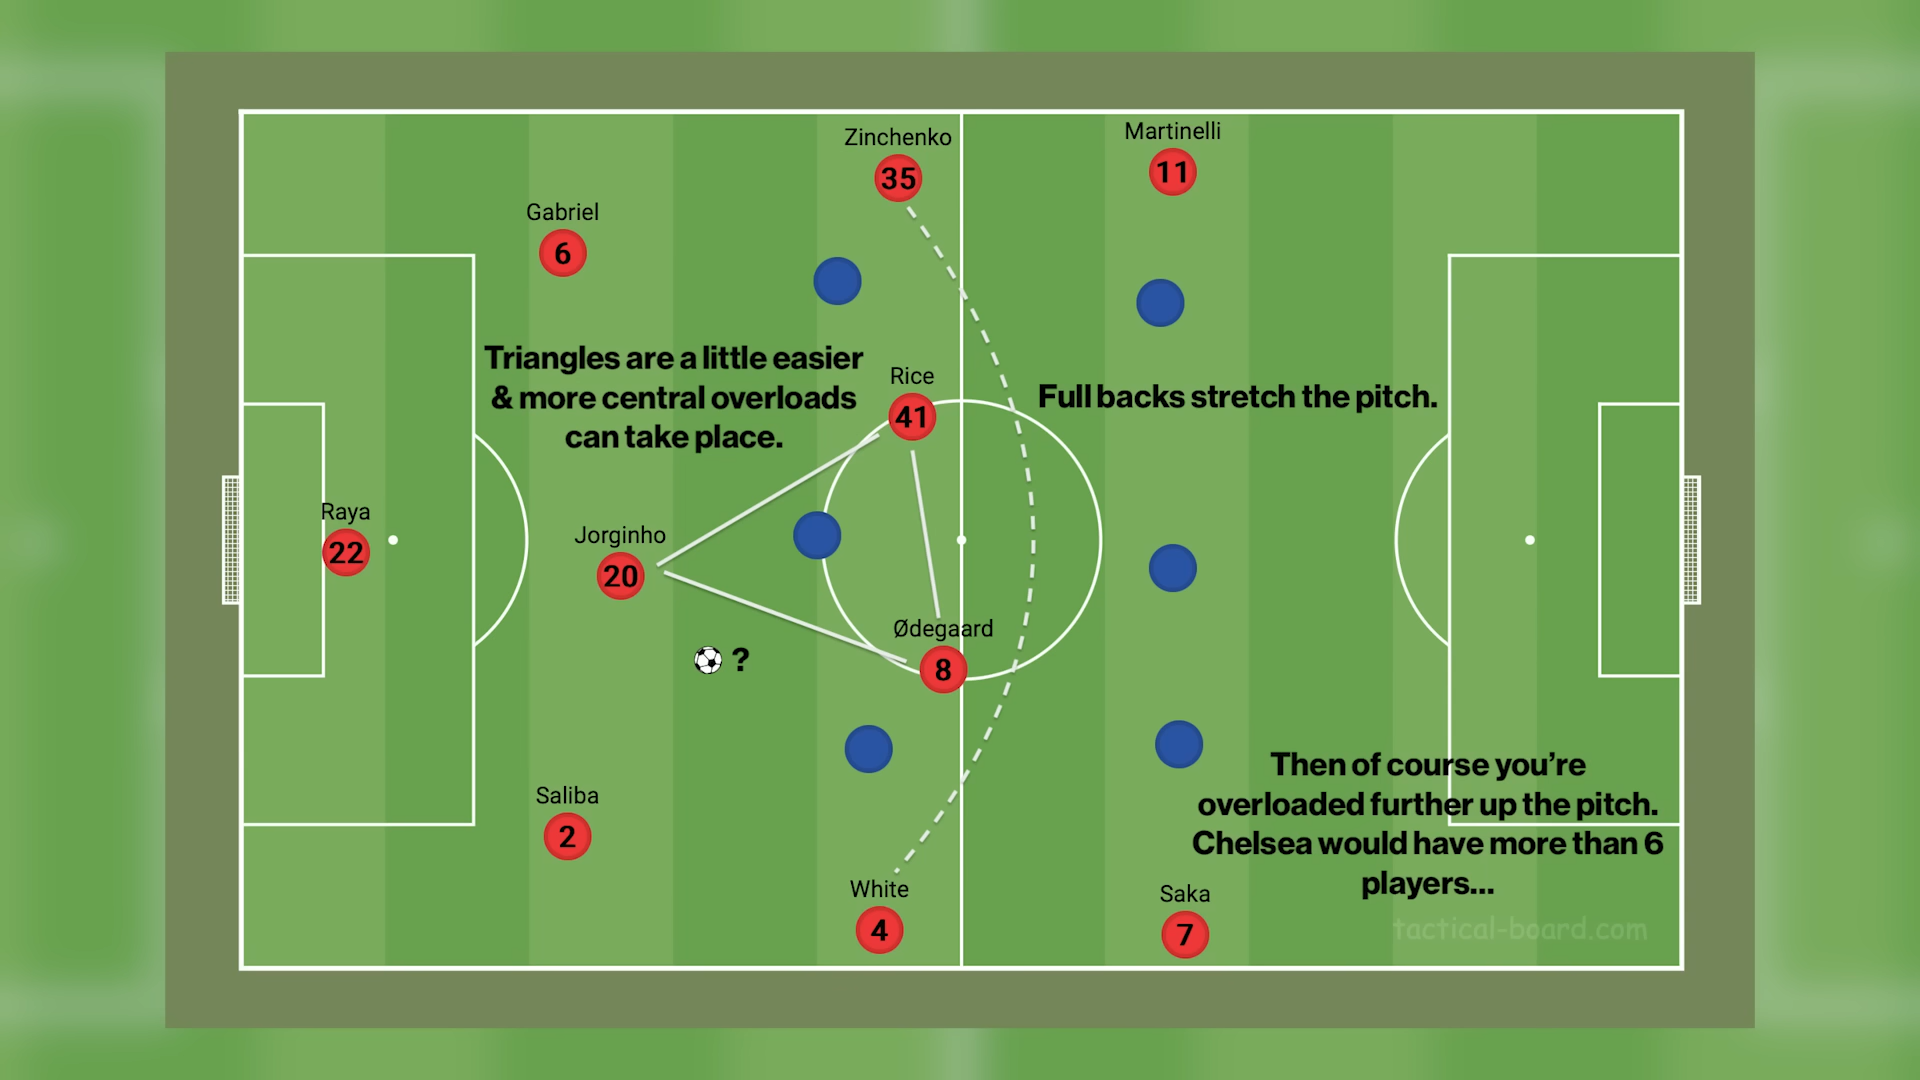 Zinchenko
35
Martinelli
11
Gabriel
6
Triangles are a little easier
& more central overloads
can take place.
Rice
41
Full backs stretch the pitch.
Raya
22
Jorginho
20
Ødegaard
8
?
Saliba
2
Then of course you’re
overloaded further up the pitch.
Chelsea would have more than 6
players...
White
4
Saka
7
tactical-board.com